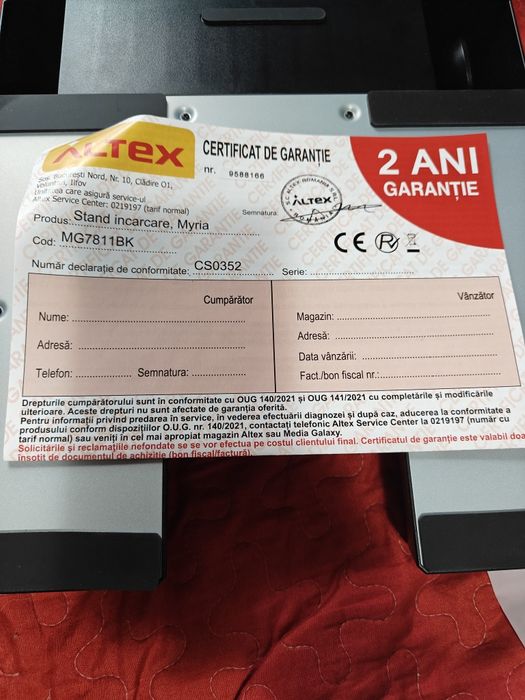 ALTEX
CERTIFICAT DE GARANȚIE
nr. 9588166
2 ANI
GARANȚIE
Șos. București Nord, Nr. 10, Clădire O1,
Voluntari, Ilfov
Unitatea care asigură service-ul
Altex Service Center: 0219197 (tarif normal)
Semnatura:
ALTEX
ROMANIA
Produs: Stand incarcare, Myria
Cod: MG7811BK
CE
Număr declarație de conformitate: CS0352 Serie:
Cumpărător
Nume:
Adresă:
Telefon: Semnatura:
Vânzător
Magazin:
Adresă:
Data vânzării:
Fact./bon fiscal nr.:
Drepturile cumpărătorului sunt în conformitate cu OUG 140/2021 și OUG 141/2021 cu completările și modificările
ulterioare. Aceste drepturi nu sunt afectate de garanția oferită.
Pentru informații privind predarea în service, în vederea efectuării diagnozei și după caz, aducerea la conformitate a
produsului conform dispozițiilor O.U.G. nr. 140/2021, contactați telefonic Altex Service Center la 0219197 (număr cu
tarif normal) sau veniți în cel mai apropiat magazin Altex sau Media Galaxy.
Solicitările și reclamațiile nefondate se vor efectua pe costul clientului final. Certificatul de garanție este valabil
însoțit de documentul de achiziție (bon fiscal/factură).